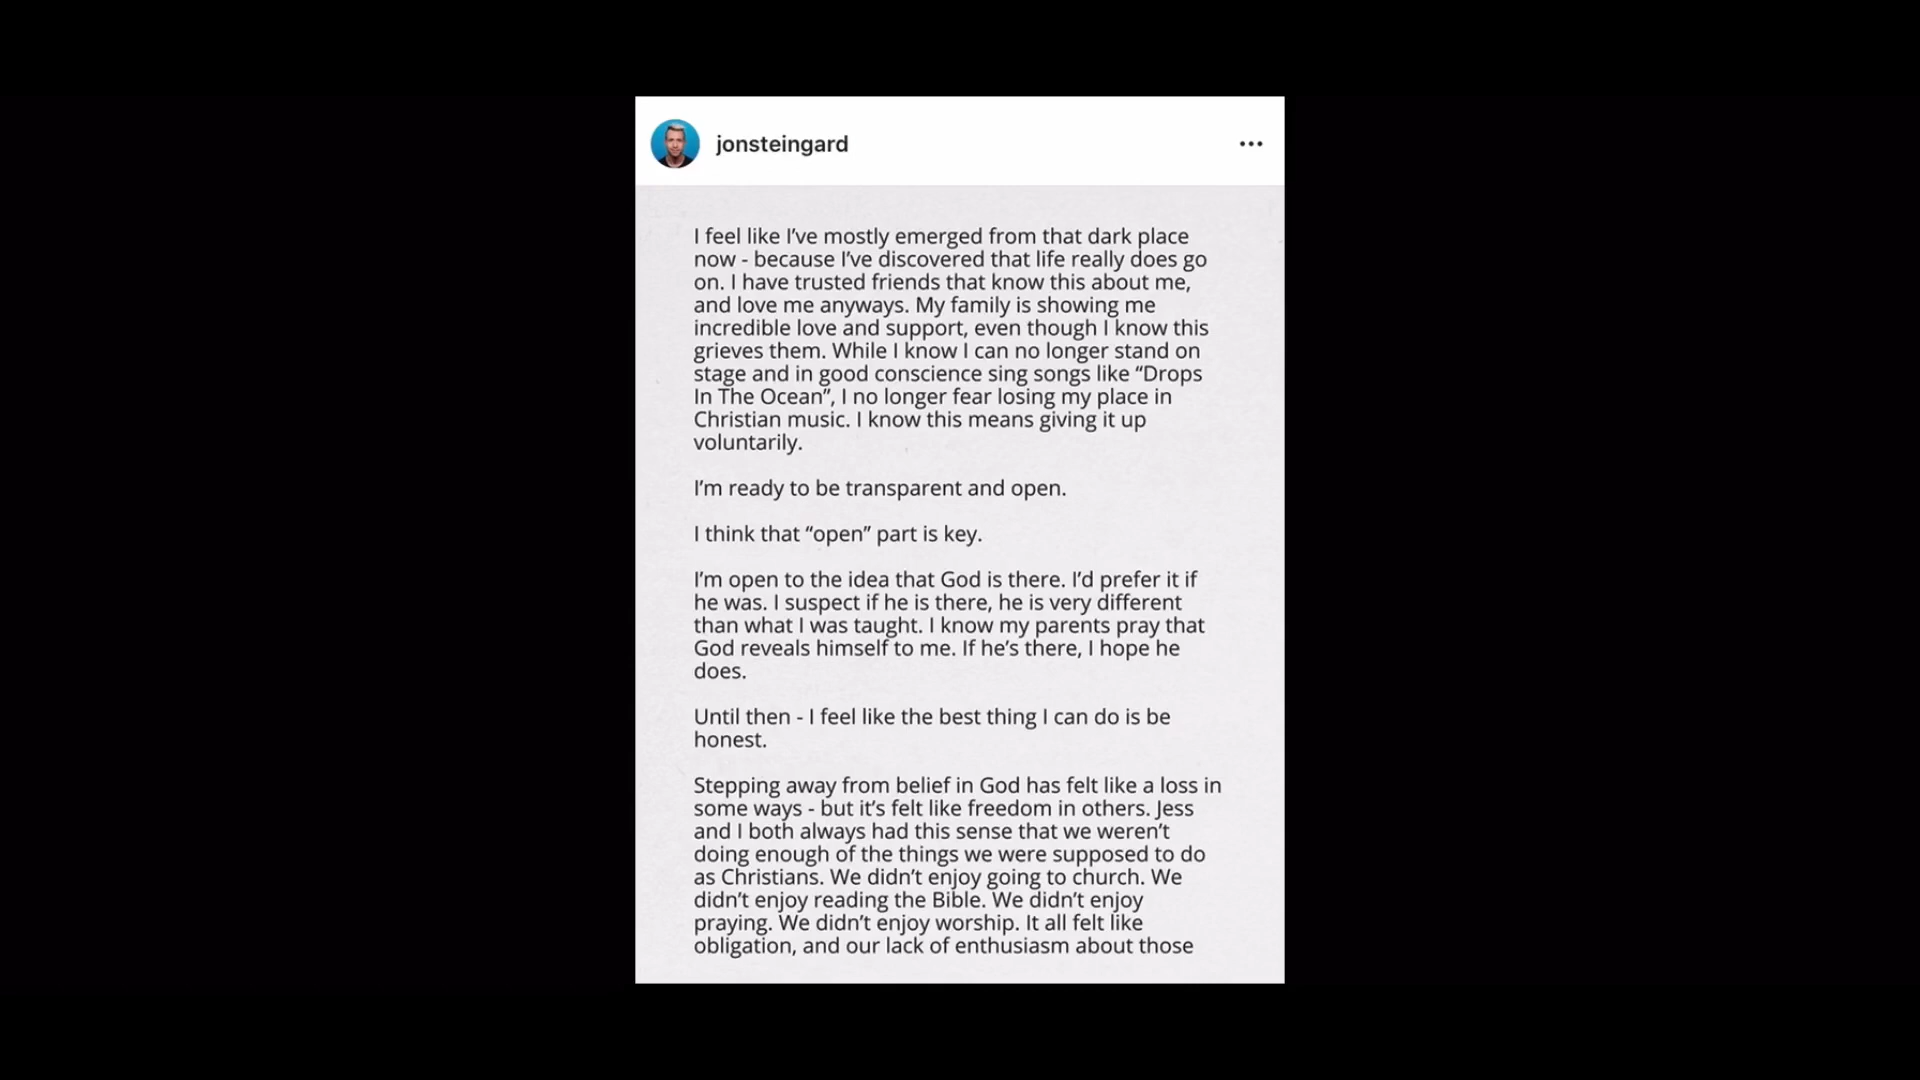 jonsteingard
I feel like I've mostly emerged from that dark place
now - because I've discovered that life really does go
on. I have trusted friends that know this about me,
and love me anyways. My family is showing me
incredible love and support, even though I know this
grieves them. While I know I can no longer stand on
stage and in good conscience sing songs like “Drops
In The Ocean”, I no longer fear losing my place in
Christian music. I know this means giving it up
voluntarily.
I'm ready to be transparent and open.
I think that “open” part is key.
I'm open to the idea that God is there. I'd prefer it if
he was. I suspect if he is there, he is very different
than what I was taught. I know my parents pray that
God reveals himself to me. If he's there, I hope he
does.
Until then - I feel like the best thing I can do is be
honest.
Stepping away from belief in God has felt like a loss in
some ways - but it's felt like freedom in others. Jess
and I both always had this sense that we weren't
doing enough of the things we were supposed to do
as Christians. We didn't enjoy going to church. We
didn't enjoy reading the Bible. We didn't enjoy
praying. We didn't enjoy worship. It all felt like
obligation, and our lack of enthusiasm about those